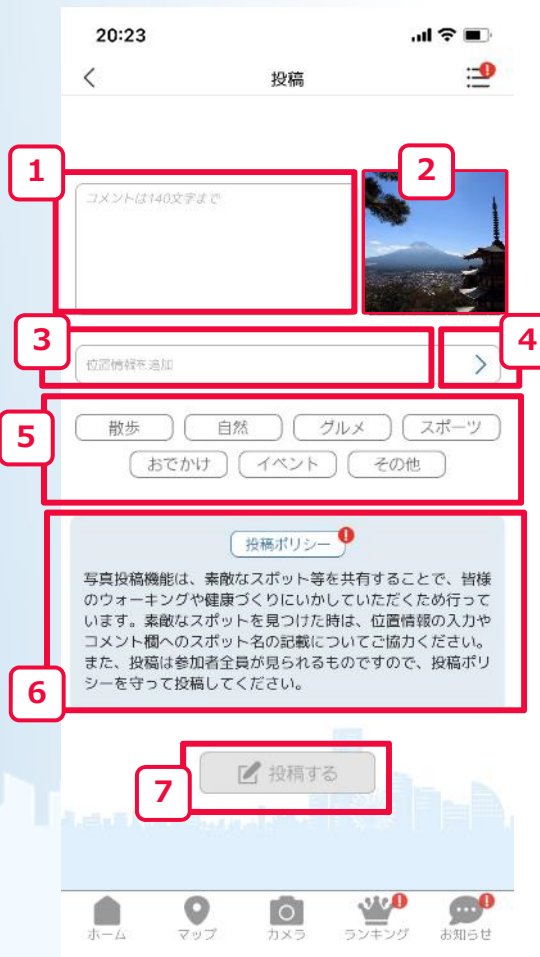 20:23
投稿
1
2
コメントは140文字まで
3
4
位置情報を追加
5
散歩 自然 グルメ スポーツ
おでかけ イベント その他
6
投稿ポリシー
写真投稿機能は、素敵なスポット等を共有することで、皆様
のウォーキングや健康づくりにいかしていただくため行って
います。素敵なスポットを見つけた時は、位置情報の入力や
コメント欄へのスポット名の記載についてご協力ください。
また、投稿は参加者全員が見られるものですので、投稿ポリ
シーを守って投稿してください。
7
投稿する
ホーム マップ カメラ ランキング お知らせ